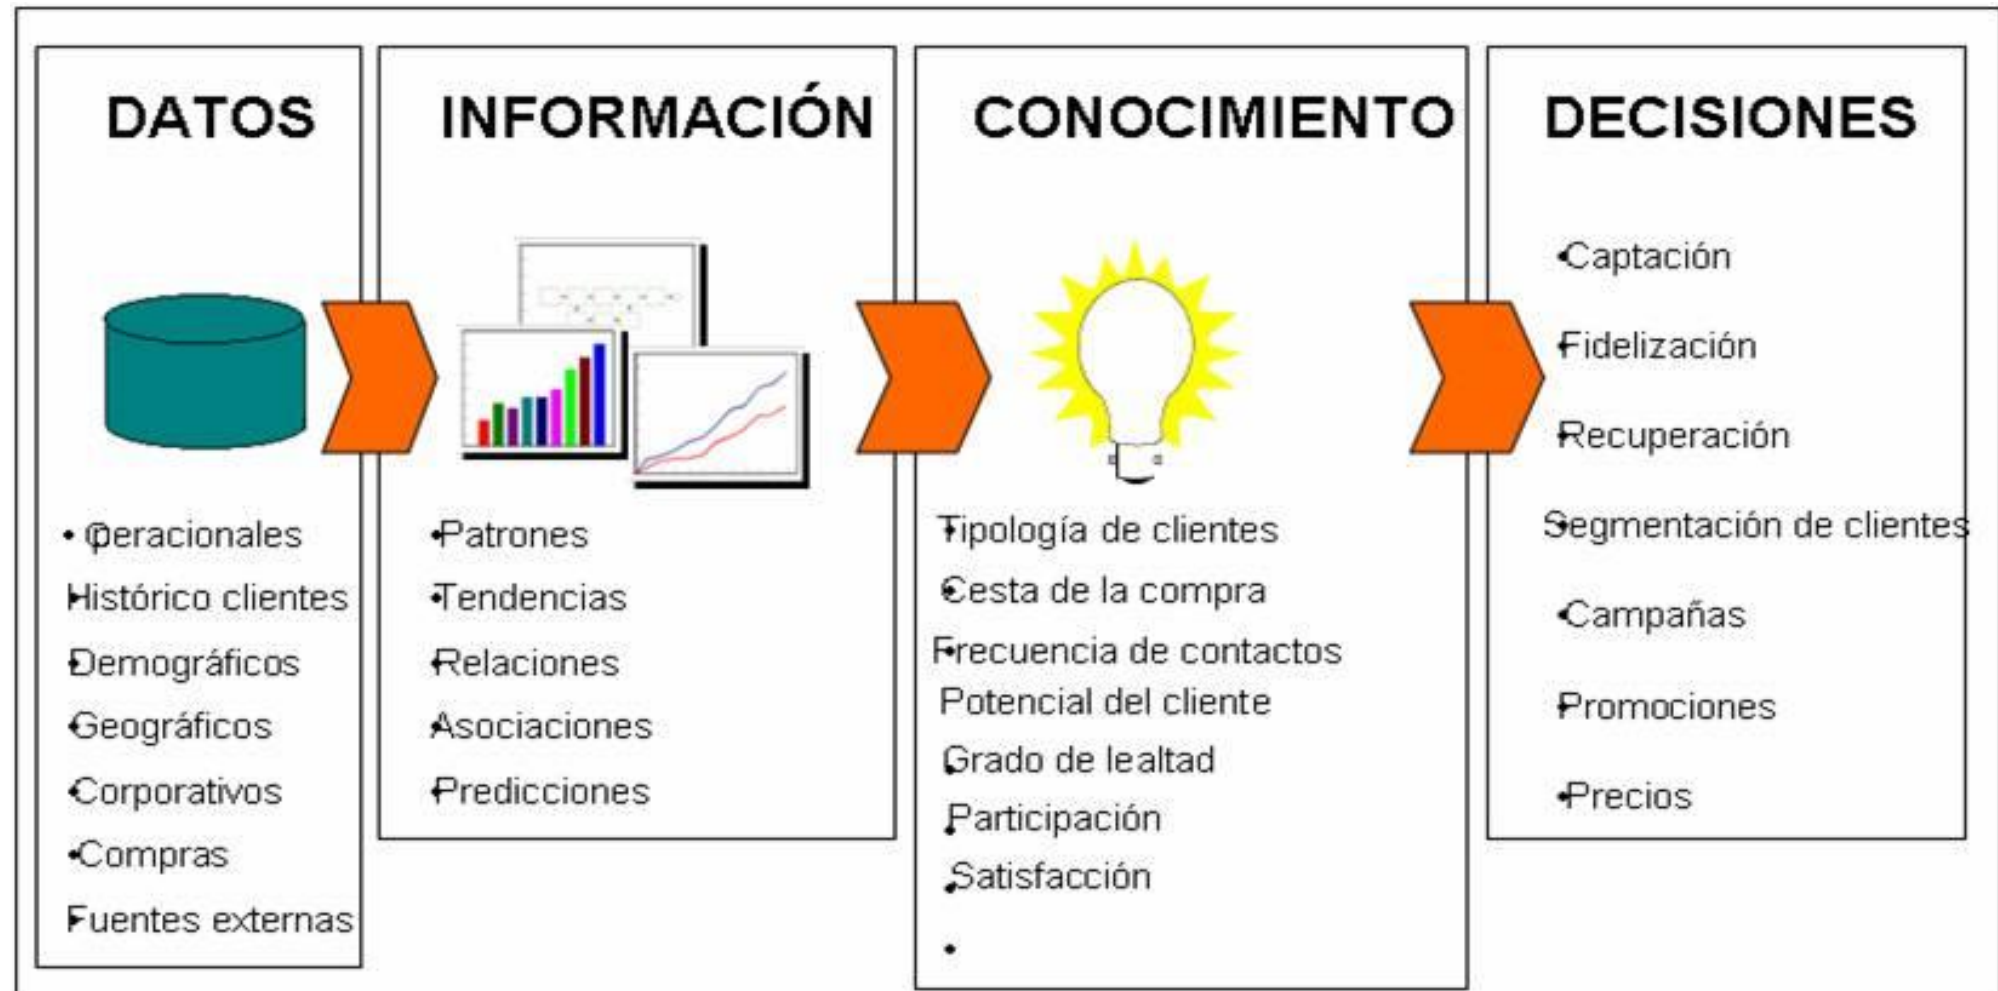 DATOS
• Operacionales
• Histórico clientes
• Demográficos
• Geográficos
• Corporativos
• Compras
• Fuentes externas
INFORMACIÓN
• Patrones
• Tendencias
• Relaciones
• Asociaciones
• Predicciones
CONOCIMIENTO
• Tipología de clientes
• Cesta de la compra
• Frecuencia de contactos
Potencial del cliente
• Grado de lealtad
• Participación
• Satisfacción
•
DECISIONES
• Captación
• Fidelización
• Recuperación
• Segmentación de clientes
• Campañas
• Promociones
• Precios